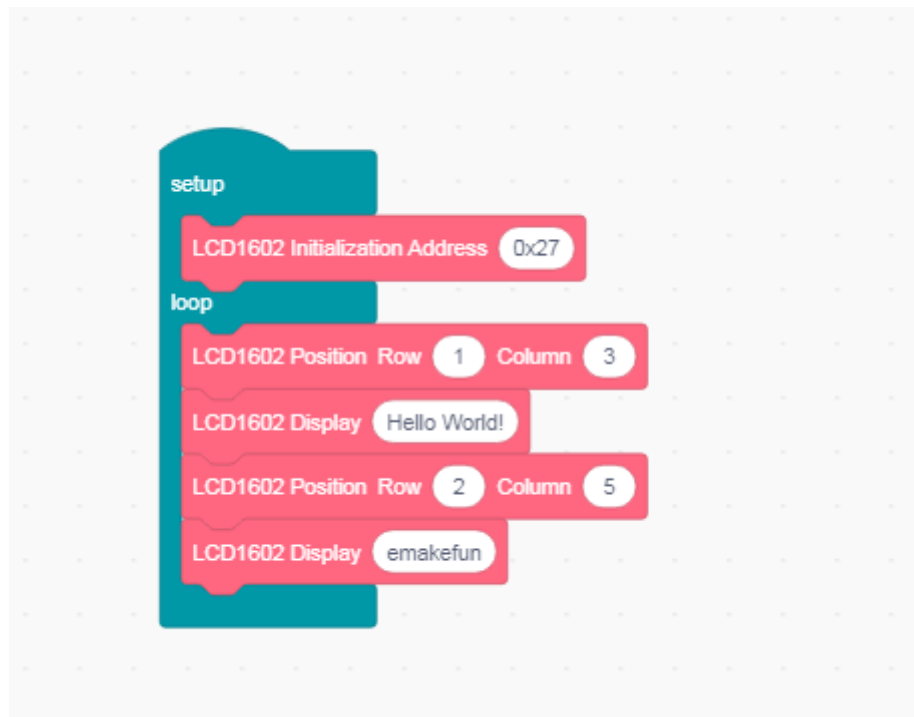 setup
LCD1602 Initialization Address 0x27
loop
LCD1602 Position Row 1 Column 3
LCD1602 Display Hello World!
LCD1602 Position Row 2 Column 5
LCD1602 Display emakefun